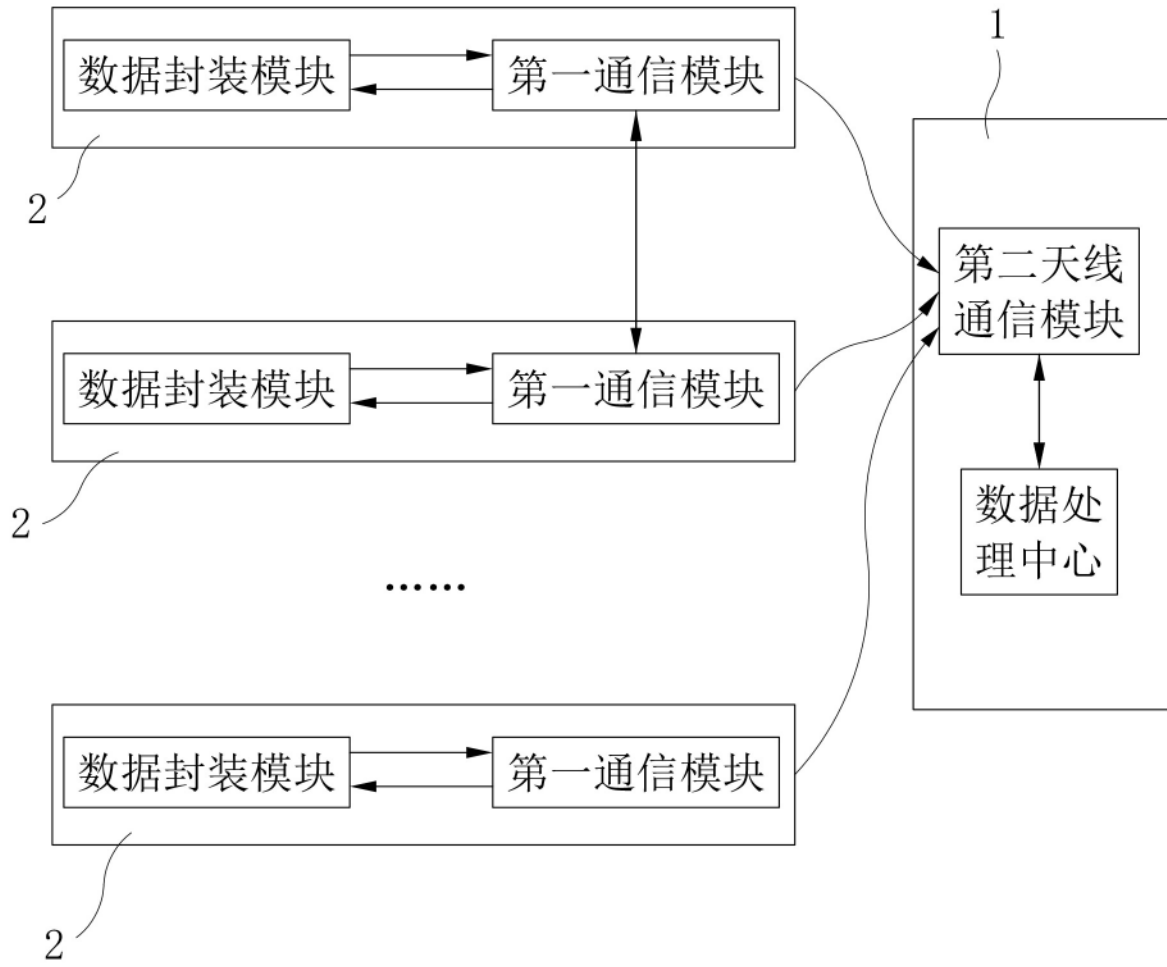 数据封装模块
第一通信模块
1
2
第二天线
通信模块
数据封装模块
第一通信模块
2
数据处
理中心
……
数据封装模块
第一通信模块
2